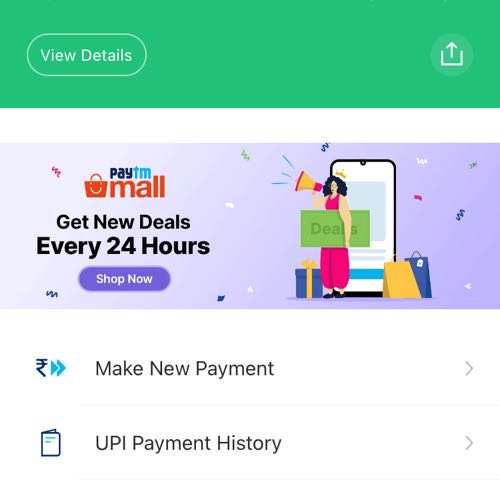 View Details
paytm
mall
Get New Deals
Every 24 Hours
Shop Now
Deals
₹
Make New Payment
UPI Payment History